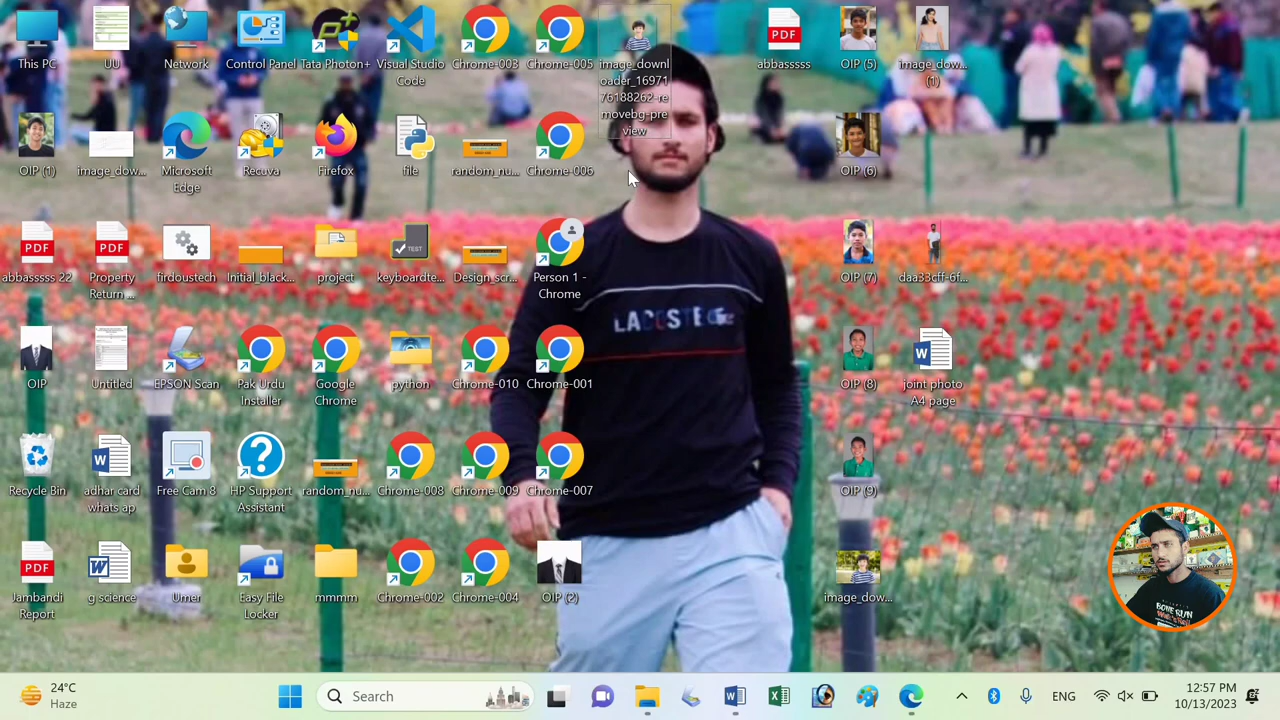 This PC
UU
Network
Control Panel
Tata Photon+
Visual Studio
Code
Chrome-003
Chrome-005
image_downl
oader_16971
76188262-re
movebg-pre
view
PDF
abbasssss
OIP (5)
image_dow...
(1)
OIP (1)
image_dow...
Microsoft
Edge
Recuva
Firefox
file
random_nu...
Chrome-006
OIP (6)
PDF
abbasssss 22
PDF
Property
Return ...
firdoustech
Initial_black...
project
TEST
keyboardte...
Design_scr...
Person 1 -
Chrome
OIP (7)
daa33cff-6f...
LACOSTE
OIP
Untitled
EPSON Scan
Pak Urdu
Installer
Google
Chrome
python
Chrome-010
Chrome-001
OIP (8)
W
joint photo
A4 page
Recycle Bin
W
adhar card
whats ap
Free Cam 8
?
HP Support
Assistant
random_nu...
Chrome-008
Chrome-009
Chrome-007
OIP (9)
PDF
Jambandi
Report
W
g science
Umer
Easy File
Locker
mmmm
Chrome-002
Chrome-004
OIP (2)
image_dow...
24°C
Haze
Search
W
X
ENG
12:57 PM
10/13/2023